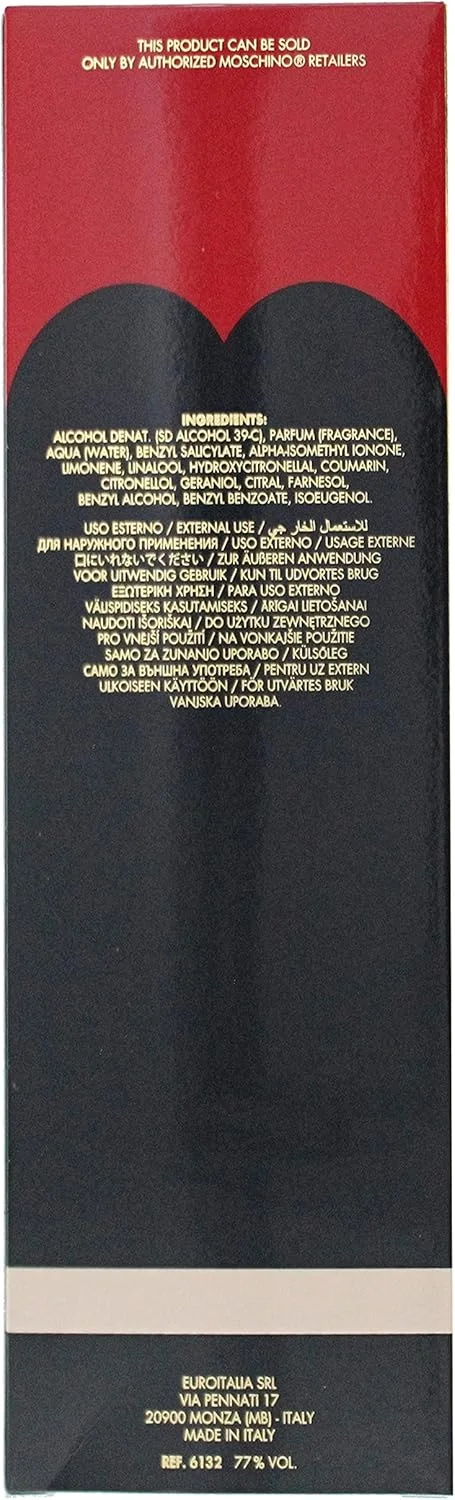 THIS PRODUCT CAN BE SOLD
ONLY BY AUTHORIZED MOSCHINO® RETAILERS
INGREDIENTS:
ALCOHOL DENAT. (SD ALCOHOL 39-C), PARFUM (FRAGRANCE),
AQUA (WATER), BENZYL SALICYLATE, ALPHA-ISOMETHYL IONONE,
LIMONENE, LINALOOL, HYDROXYCITRONELLAL, COUMARIN,
CITRONELLOL, GERANIOL, CITRAL, FARNESOL,
BENZYL ALCOHOL, BENZYL BENZOATE, ISOEUGENOL.
USO ESTERNO / EXTERNAL USE / للاستعمال الخار جي /
ДЛЯ НАРУЖНОГО ПРИМЕНЕНИЯ / USO EXTERNO / USAGE EXTERNE
口にいれないでください / ZUR ÄUßEREN ANWENDUNG
VOOR UITWENDIG GEBRUIK / KUN TIL UDVORTES BRUG
ΕΞΩΤΕΡΙΚΗ ΧΡΗΣΗ / PARA USO EXTERNO
VÄLISPIDISEKS KASUTAMISEKS / ĀRĪGAI LIETOŠANAI
NAUDOTI IŠORIŠKAI / DO UŻYTKU ZEWNĘTRZNEGO
PRO VNĚJŠÍ POUŽITÍ / NA VONKAJŠIE POUŽITIE
SAMO ZA ZUNANJO UPORABO / KÜLSŐLEG
САМО ЗА ВЪНШНА УПОТРЕБА / PENTRU UZ EXTERN
ULKOISEEN KÄYTTÖÖN / FÖR UTVÄRTES BRUK
VANJSKA UPORABA.
EUROITALIA SRL
VIA PENNATI 17
20900 MONZA (MB) - ITALY
MADE IN ITALY
REF. 6132 77% VOL.